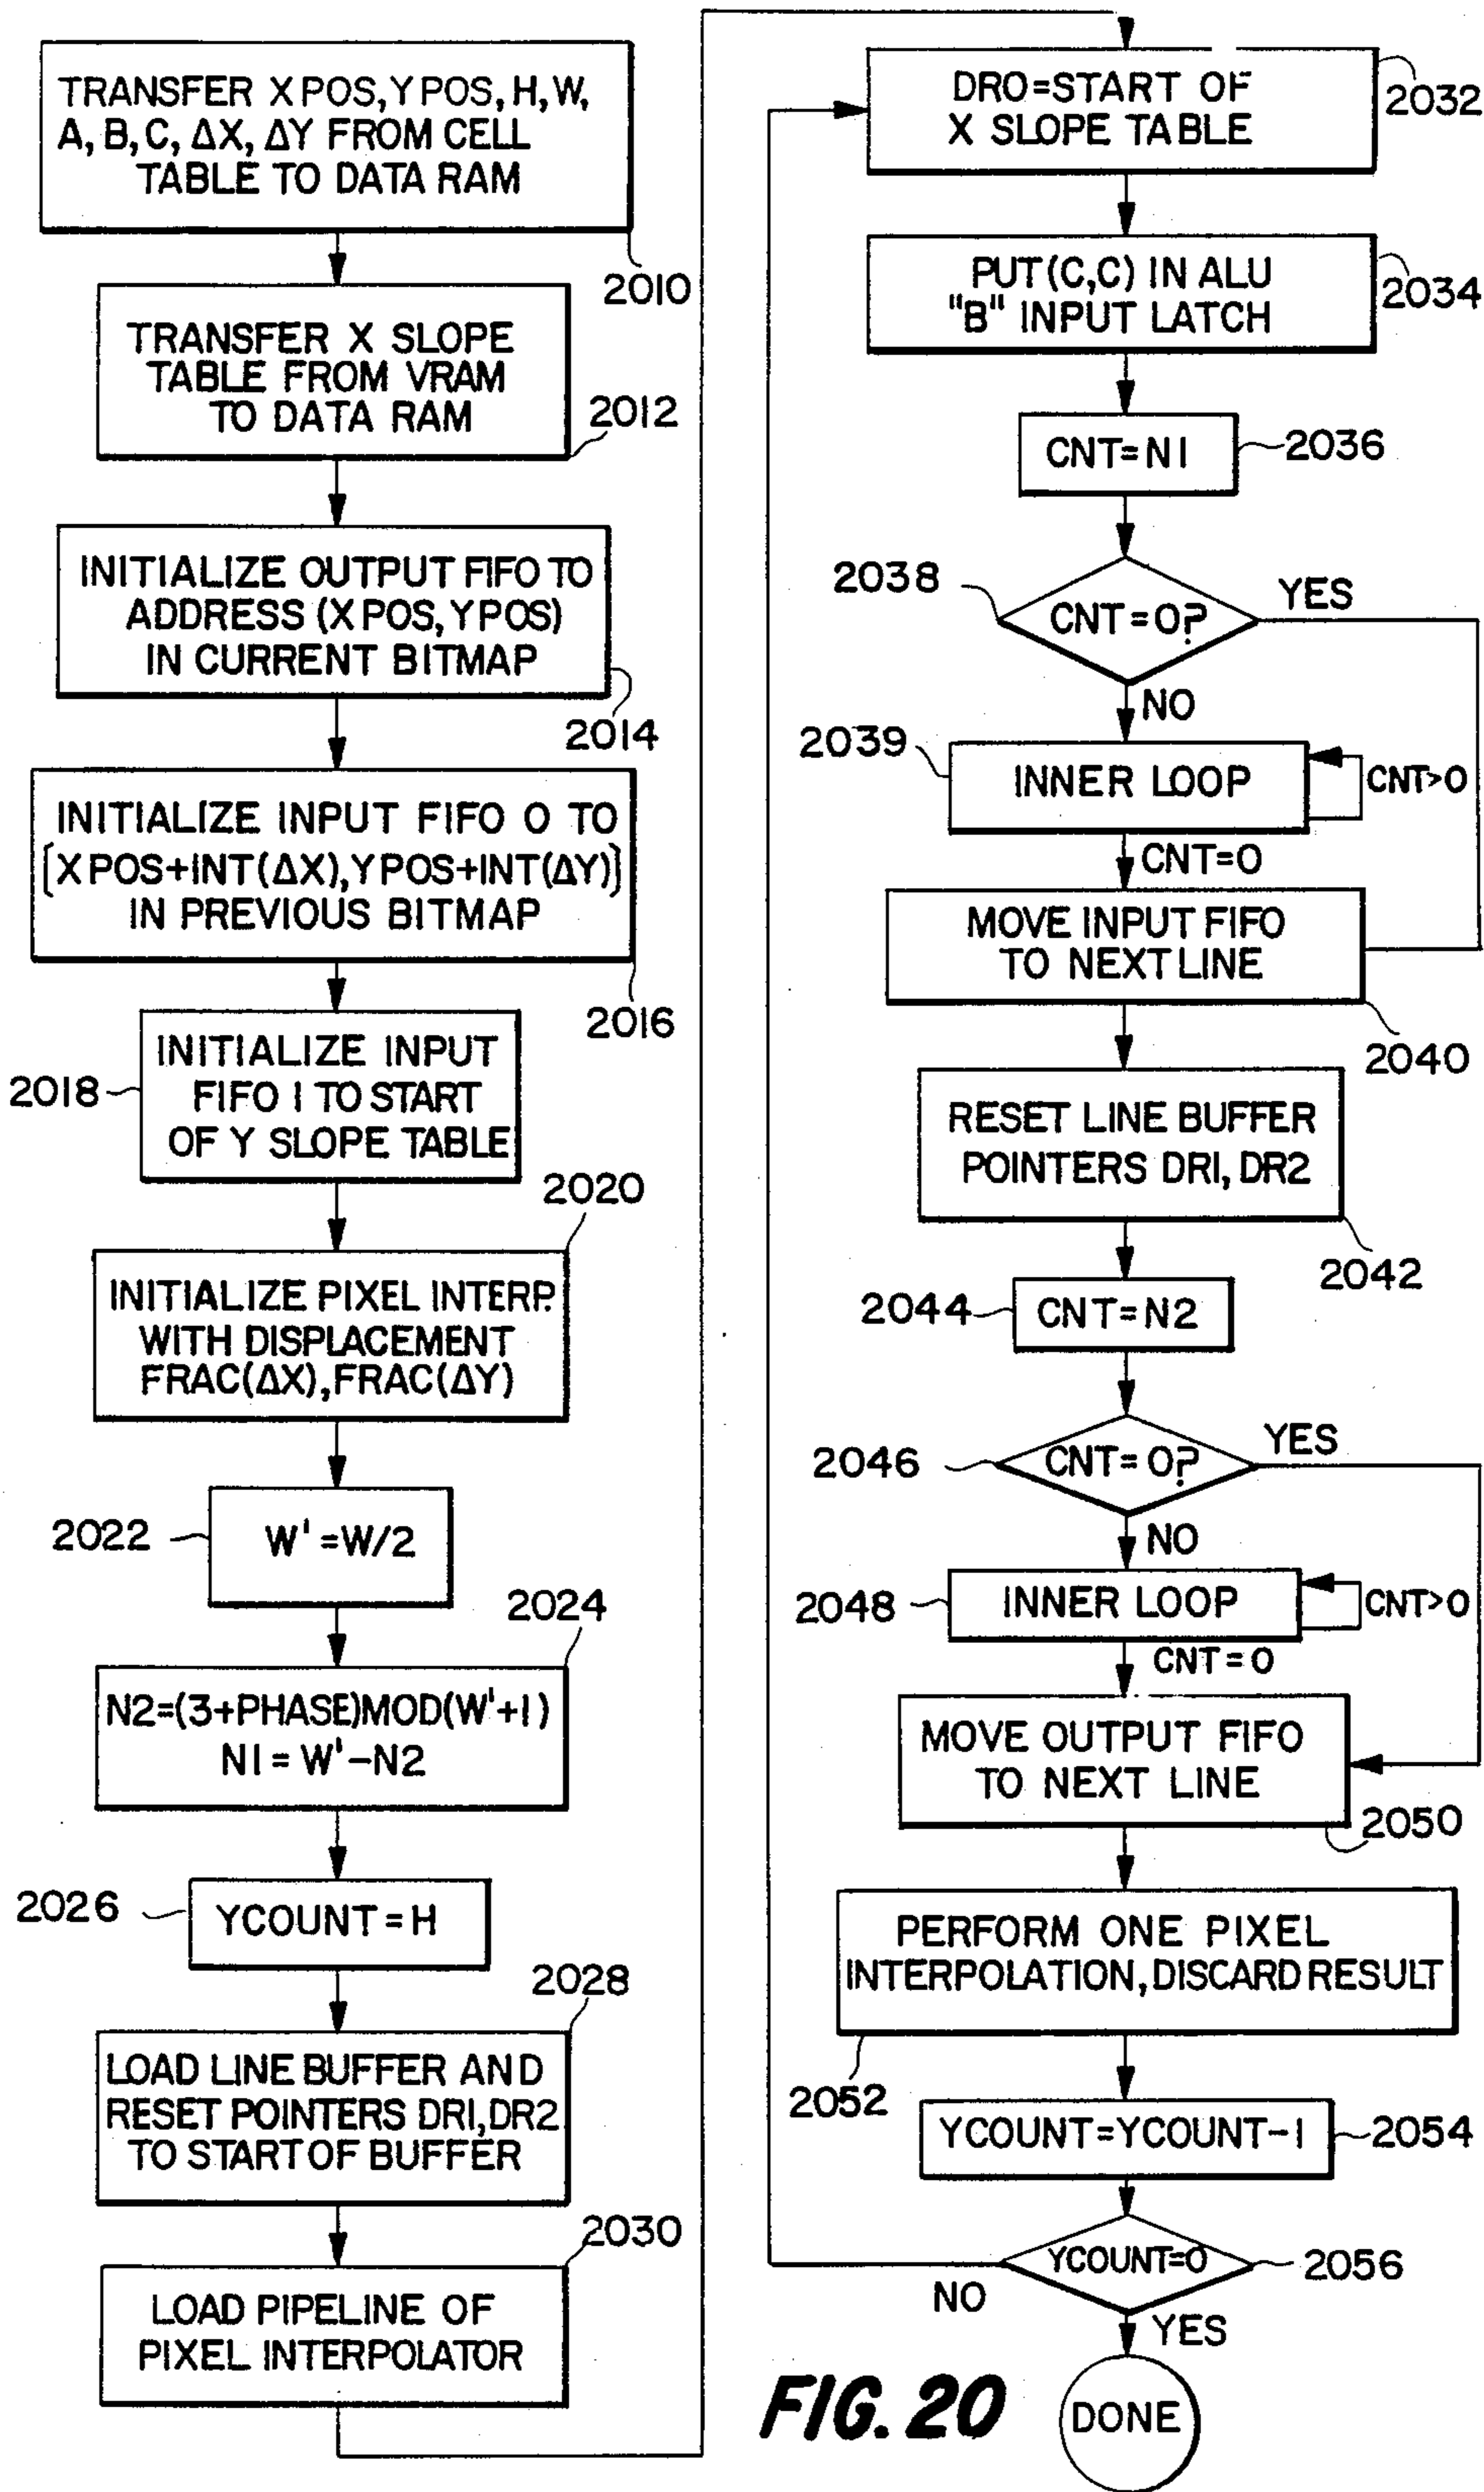 TRANSFER X POS, Y POS, H, W,
A, B, C, ΔX, ΔY FROM CELL
TABLE TO DATA RAM
2010
TRANSFER X SLOPE
TABLE FROM VRAM
TO DATA RAM
2012
INITIALIZE OUTPUT FIFO TO
ADDRESS (X POS, Y POS)
IN CURRENT BITMAP
2014
INITIALIZE INPUT FIFO 0 TO
[X POS+INT(ΔX), Y POS+INT(ΔY)]
IN PREVIOUS BITMAP
2016
2018
INITIALIZE INPUT
FIFO 1 TO START
OF Y SLOPE TABLE
2020
INITIALIZE PIXEL INTERP.
WITH DISPLACEMENT
FRAC(ΔX), FRAC(ΔY)
2022
W'=W/2
2024
N2=(3+PHASE)MOD(W'+1)
N1=W'-N2
2026
YCOUNT=H
2028
LOAD LINE BUFFER AND
RESET POINTERS DR1, DR2
TO START OF BUFFER
2030
LOAD PIPELINE OF
PIXEL INTERPOLATOR
DRO=START OF
X SLOPE TABLE
2032
PUT (C,C) IN ALU
"B" INPUT LATCH
2034
CNT=N1
2036
2038
CNT=0?
YES
NO
2039
INNER LOOP
CNT>0
CNT=0
MOVE INPUT FIFO
TO NEXT LINE
2040
RESET LINE BUFFER
POINTERS DR1, DR2
2042
2044
CNT=N2
2046
CNT=0?
YES
NO
2048
INNER LOOP
CNT>0
CNT=0
MOVE OUTPUT FIFO
TO NEXT LINE
2050
PERFORM ONE PIXEL
INTERPOLATION, DISCARD RESULT
2052
YCOUNT=YCOUNT-1
2054
YCOUNT=0
2056
NO
YES
DONE
FIG. 20